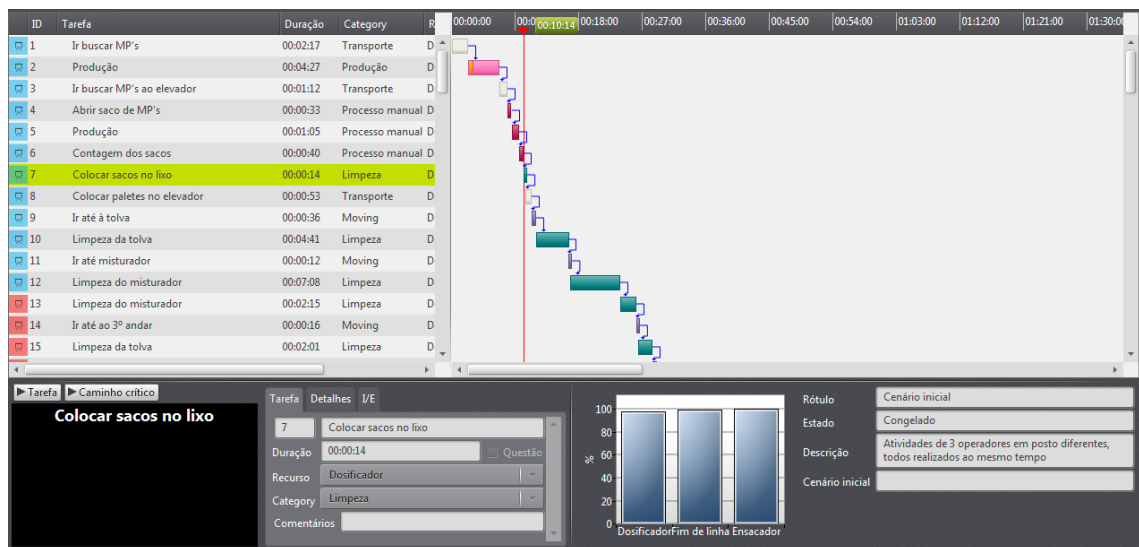 ID Tarefa Duração Category R 00:00:00 00:0 00:10:14 00:18:00 00:27:00 00:36:00 00:45:00 00:54:00 01:03:00 01:12:00 01:21:00 01:30:0
1 Ir buscar MP's 00:02:17 Transporte D
2 Produção 00:04:27 Produção D
3 Ir buscar MP's ao elevador 00:01:12 Transporte D
4 Abrir saco de MP's 00:00:33 Processo manual D
5 Produção 00:01:05 Processo manual D
6 Contagem dos sacos 00:00:40 Processo manual D
7 Colocar sacos no lixo 00:00:14 Limpeza D
8 Colocar paletes no elevador 00:00:53 Transporte D
9 Ir até à tolva 00:00:36 Moving D
10 Limpeza da tolva 00:04:41 Limpeza D
11 Ir até misturador 00:00:12 Moving D
12 Limpeza do misturador 00:07:08 Limpeza D
13 Limpeza do misturador 00:02:15 Limpeza D
14 Ir até ao 3º andar 00:00:16 Moving D
15 Limpeza da tolva 00:02:01 Limpeza D
Tarefa Caminho crítico
Colocar sacos no lixo
Tarefa Detalhes I/E
7 Colocar sacos no lixo
Duração 00:00:14 Questão
Recurso Dosificador
Category Limpeza
Comentários
100
80
60
40
20
0
%
Dosificador Fim de linha Ensacador
Rótulo Cenário inicial
Estado Congelado
Descrição Atividades de 3 operadores em posto diferentes,
todos realizados ao mesmo tempo
Cenário inicial